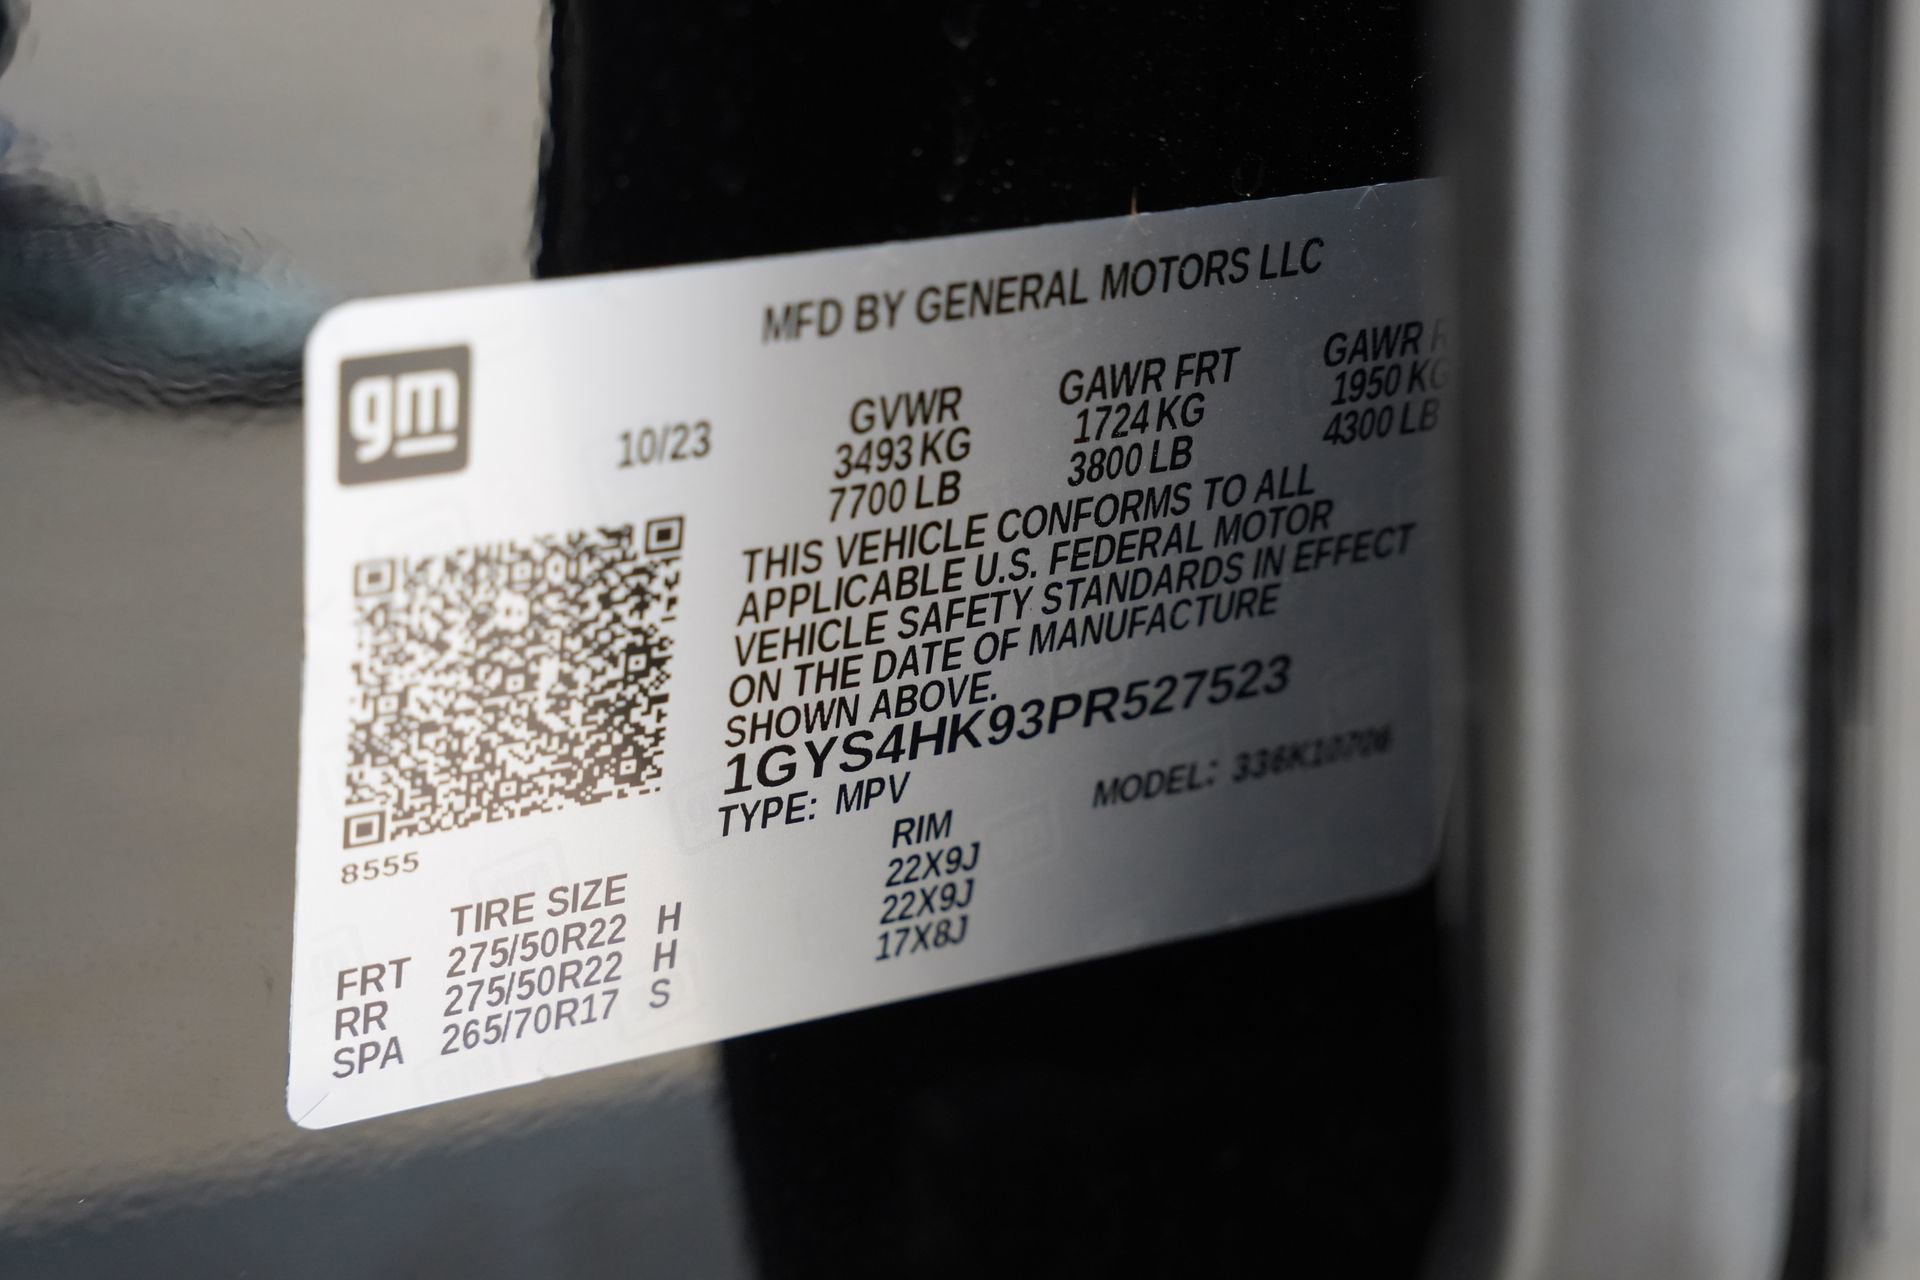 MFD BY GENERAL MOTORS LLC
gm
10/23
GVWR
3493 KG
7700 LB
GAWR FRT
1724 KG
3800 LB
GAWR
1950 KG
4300 LB
THIS VEHICLE CONFORMS TO ALL
APPLICABLE U.S. FEDERAL MOTOR
VEHICLE SAFETY STANDARDS IN EFFECT
ON THE DATE OF MANUFACTURE
SHOWN ABOVE.
1GYS4HK93PR527523
TYPE: MPV
MODEL: 336K10706
8555
TIRE SIZE
RIM
FRT 275/50R22 H 22X9J
RR 275/50R22 H 22X9J
SPA 265/70R17 S 17X8J